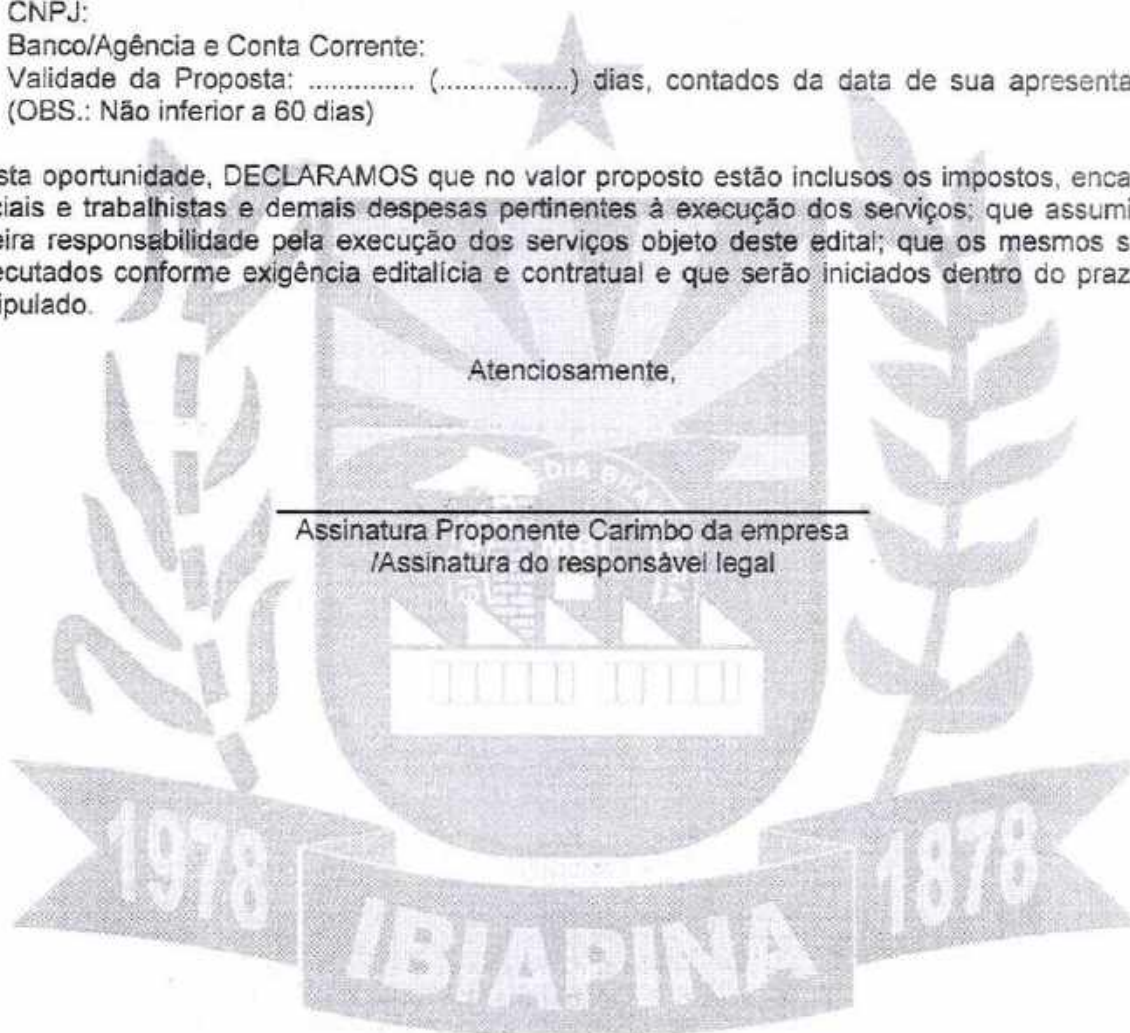 CNPJ:
Banco/Agência e Conta Corrente:
Validade da Proposta: .............. (.................) dias, contados da data de sua apresenta
(OBS.: Não inferior a 60 dias)
sta oportunidade, DECLARAMOS que no valor proposto estão inclusos os impostos, enca
ciais e trabalhistas e demais despesas pertinentes à execução dos serviços; que assumi
eira responsabilidade pela execução dos serviços objeto deste edital; que os mesmos s
ecutados conforme exigência editalícia e contratual e que serão iniciados dentro do praz
ipulado.
Atenciosamente,
Assinatura Proponente Carimbo da empresa
/Assinatura do responsável legal
1978
1878
IBIAPINA